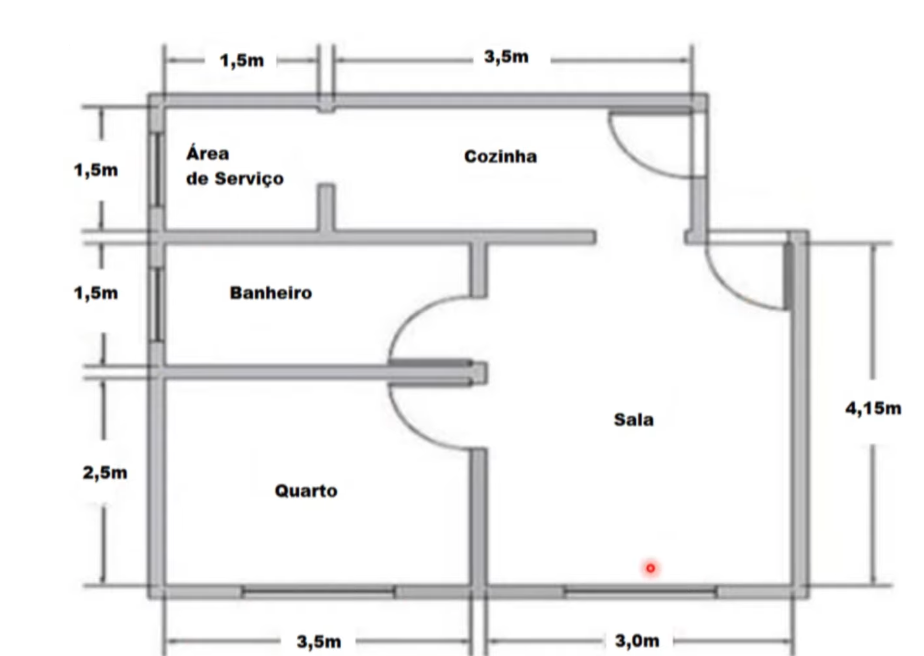 1,5m
3,5m
1,5m
Área
de Serviço
Cozinha
1,5m
Banheiro
Sala
4,15m
2,5m
Quarto
3,5m
3,0m